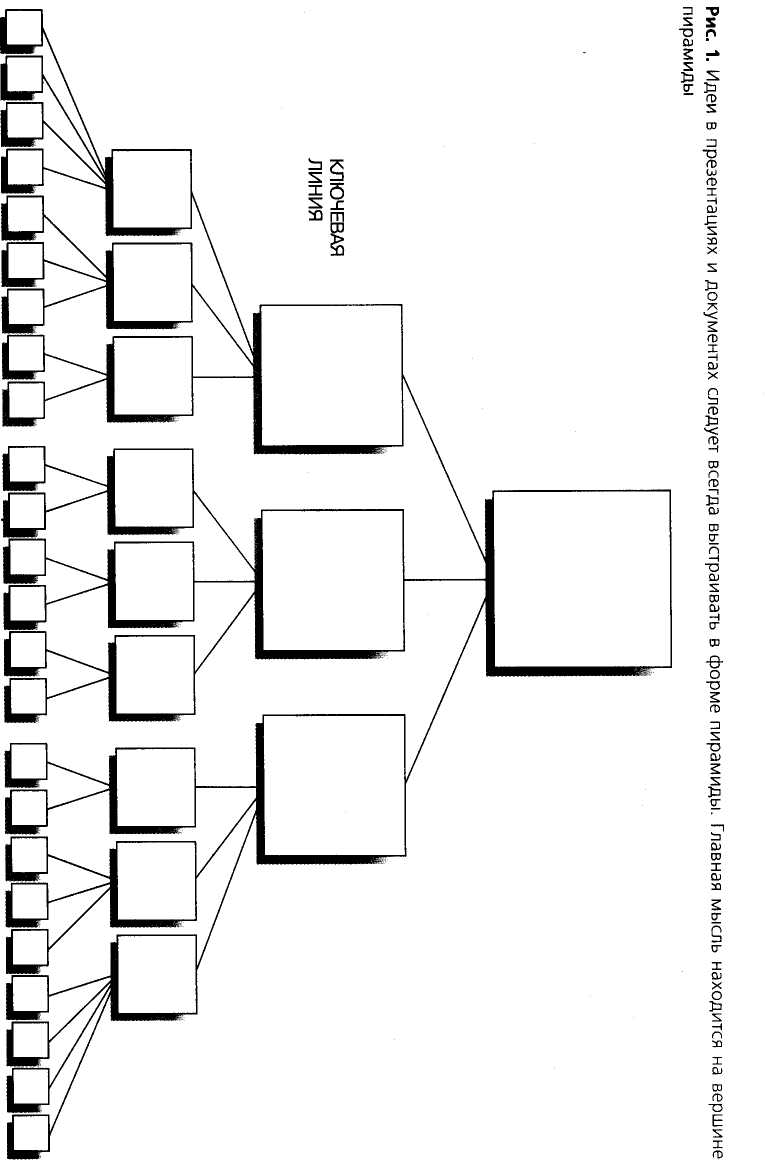 Рис. 1. Идеи в презентациях и документах следует всегда выстраивать в форме пирамиды. Главная мысль находится на вершине
пирамиды
КЛЮЧЕВАЯ
ЛИНИЯ